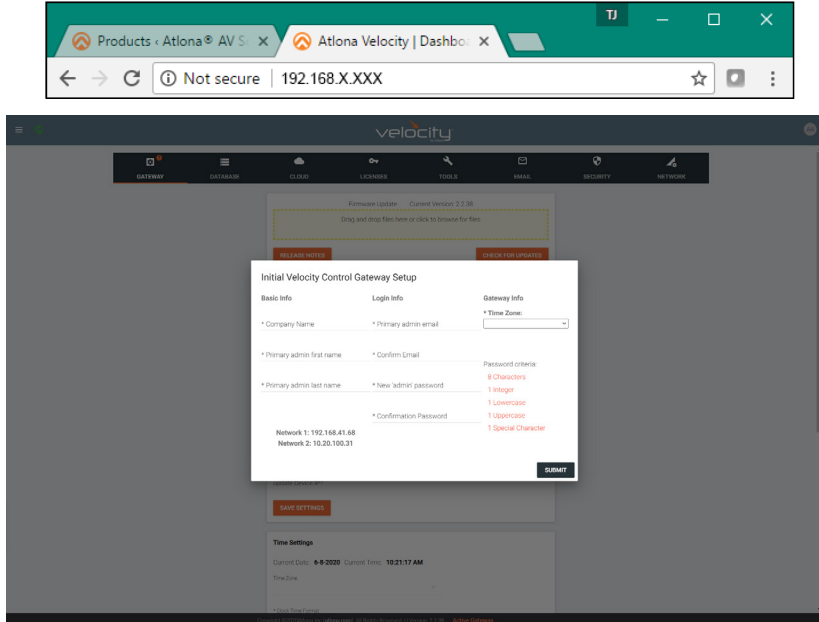 TJ
Products ‹ Atlona® AV S
Atlona Velocity | Dashbo
Not secure | 192.168.X.XXX
velocity
GATEWAY DATABASE CLOUD LICENSES TOOLS EMAIL SECURITY NETWORK
Firmware Update Current Version: 2.2.38
Drag and drop files here or click to browse for files.
RELEASE NOTES CHECK FOR UPDATES
Initial Velocity Control Gateway Setup
Basic Info Login Info Gateway Info
* Time Zone:
* Company Name * Primary admin email
* Primary admin first name * Confirm Email
Password criteria:
8 Characters
* Primary admin last name * New 'admin' password
1 Integer
1 Lowercase
* Confirmation Password 1 Uppercase
1 Special Character
Network 1: 192.168.41.68
Network 2: 10.20.100.31
SUBMIT
SAVE SETTINGS
Time Settings
Current Date: 6-8-2020 Current Time: 10:21:17 AM
Time Zone
* Clock Time Format
Active Gateway